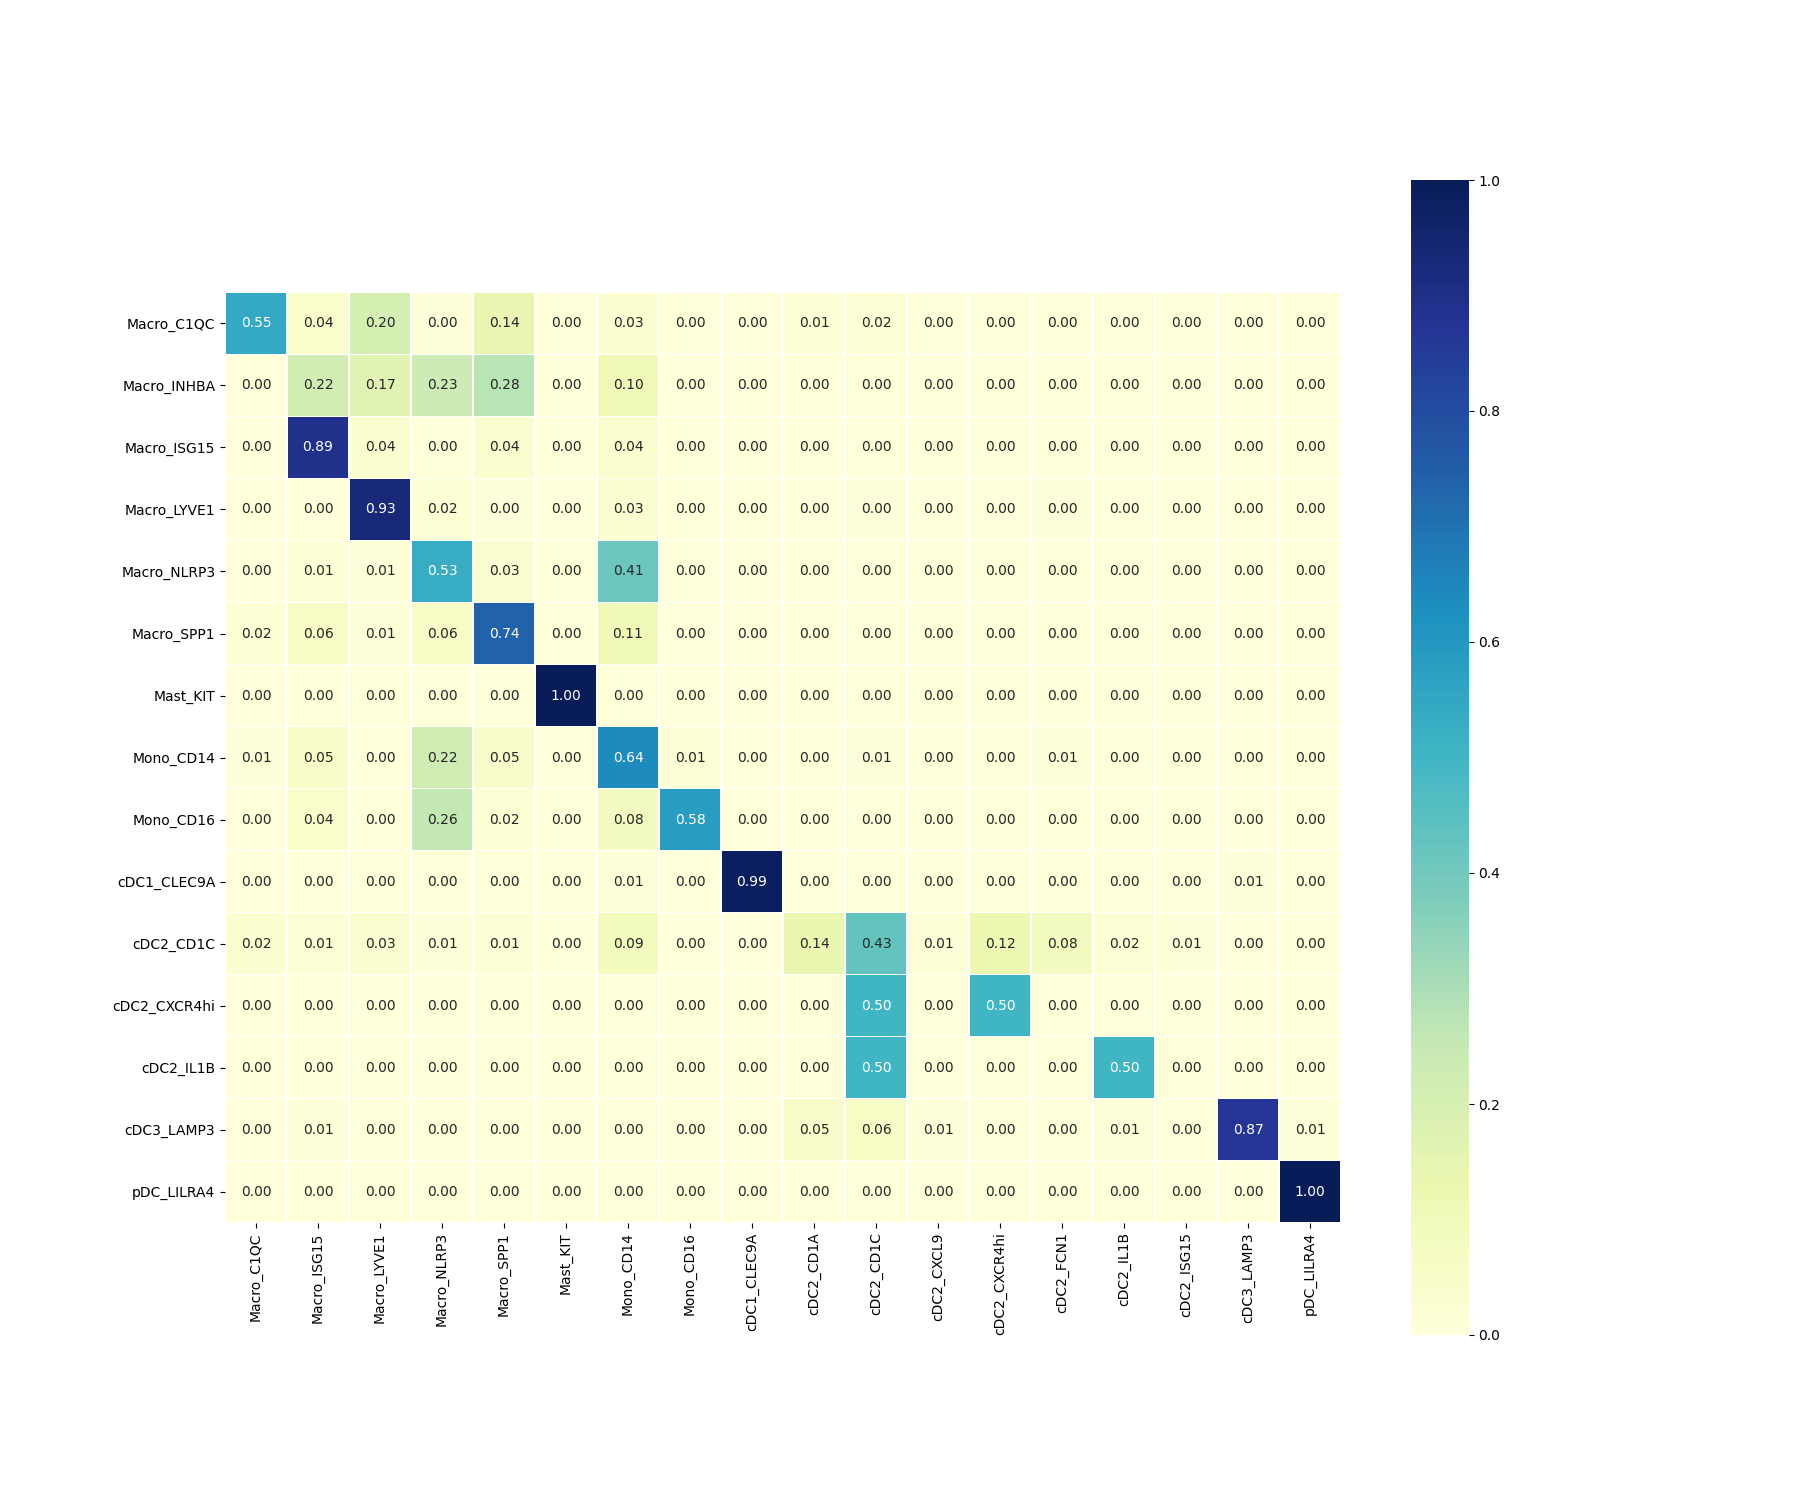 1.0
0.8
0.6
0.4
0.2
0.0
Macro_C1QC 0.55 0.04 0.20 0.00 0.14 0.00 0.03 0.00 0.00 0.01 0.02 0.00 0.00 0.00 0.00 0.00 0.00 0.00
Macro_INHBA 0.00 0.22 0.17 0.23 0.28 0.00 0.10 0.00 0.00 0.00 0.00 0.00 0.00 0.00 0.00 0.00 0.00 0.00
Macro_ISG15 0.00 0.89 0.04 0.00 0.04 0.00 0.04 0.00 0.00 0.00 0.00 0.00 0.00 0.00 0.00 0.00 0.00 0.00
Macro_LYVE1 0.00 0.00 0.93 0.02 0.00 0.00 0.03 0.00 0.00 0.00 0.00 0.00 0.00 0.00 0.00 0.00 0.00 0.00
Macro_NLRP3 0.00 0.01 0.01 0.53 0.03 0.00 0.41 0.00 0.00 0.00 0.00 0.00 0.00 0.00 0.00 0.00 0.00 0.00
Macro_SPP1 0.02 0.06 0.01 0.06 0.74 0.00 0.11 0.00 0.00 0.00 0.00 0.00 0.00 0.00 0.00 0.00 0.00 0.00
Mast_KIT 0.00 0.00 0.00 0.00 0.00 1.00 0.00 0.00 0.00 0.00 0.00 0.00 0.00 0.00 0.00 0.00 0.00 0.00
Mono_CD14 0.01 0.05 0.00 0.22 0.05 0.00 0.64 0.01 0.00 0.00 0.01 0.00 0.00 0.01 0.00 0.00 0.00 0.00
Mono_CD16 0.00 0.04 0.00 0.26 0.02 0.00 0.08 0.58 0.00 0.00 0.00 0.00 0.00 0.00 0.00 0.00 0.00 0.00
cDC1_CLEC9A 0.00 0.00 0.00 0.00 0.00 0.00 0.01 0.00 0.99 0.00 0.00 0.00 0.00 0.00 0.00 0.00 0.01 0.00
cDC2_CD1C 0.02 0.01 0.03 0.01 0.01 0.00 0.09 0.00 0.00 0.14 0.43 0.01 0.12 0.08 0.02 0.01 0.00 0.00
cDC2_CXCR4hi 0.00 0.00 0.00 0.00 0.00 0.00 0.00 0.00 0.00 0.00 0.50 0.00 0.50 0.00 0.00 0.00 0.00 0.00
cDC2_IL1B 0.00 0.00 0.00 0.00 0.00 0.00 0.00 0.00 0.00 0.00 0.50 0.00 0.00 0.00 0.50 0.00 0.00 0.00
cDC3_LAMP3 0.00 0.01 0.00 0.00 0.00 0.00 0.00 0.00 0.00 0.05 0.06 0.01 0.00 0.00 0.01 0.00 0.87 0.01
pDC_LILRA4 0.00 0.00 0.00 0.00 0.00 0.00 0.00 0.00 0.00 0.00 0.00 0.00 0.00 0.00 0.00 0.00 0.00 1.00
Macro_C1QC
Macro_ISG15
Macro_LYVE1
Macro_NLRP3
Macro_SPP1
Mast_KIT
Mono_CD14
Mono_CD16
cDC1_CLEC9A
cDC2_CD1A
cDC2_CD1C
cDC2_CXCL9
cDC2_CXCR4hi
cDC2_FCN1
cDC2_IL1B
cDC2_ISG15
cDC3_LAMP3
pDC_LILRA4